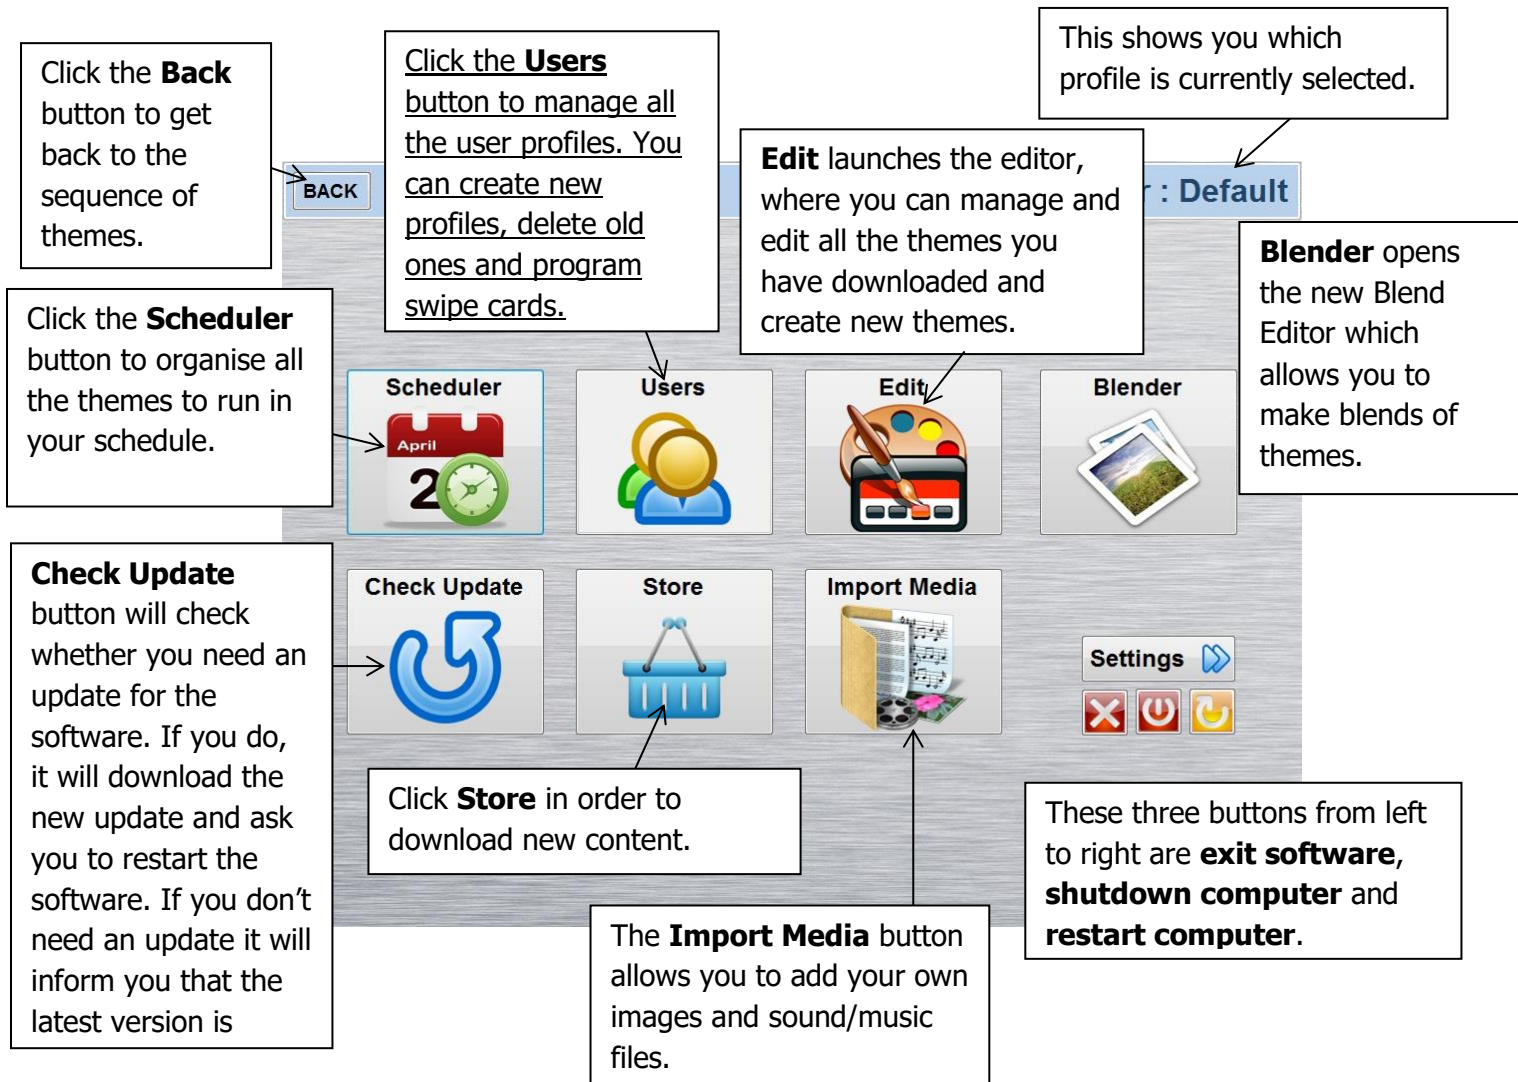 Click the Back
button to get
back to the
sequence of
themes.
Click the Users
button to manage all
the user profiles. You
can create new
profiles, delete old
ones and program
swipe cards.
This shows you which
profile is currently selected.
Edit launches the editor,
where you can manage and
edit all the themes you
have downloaded and
create new themes.
BACK
: Default
Blender opens
the new Blend
Editor which
allows you to
make blends of
themes.
Click the Scheduler
button to organise all
the themes to run in
your schedule.
Scheduler
April
2
Users
Edit
Blender
Check Update
button will check
whether you need an
update for the
software. If you do,
it will download the
new update and ask
you to restart the
software. If you don't
need an update it will
inform you that the
latest version is
Check Update
Store
Import Media
Settings
Click Store in order to
download new content.
These three buttons from left
to right are exit software,
shutdown computer and
restart computer.
The Import Media button
allows you to add your own
images and sound/music
files.